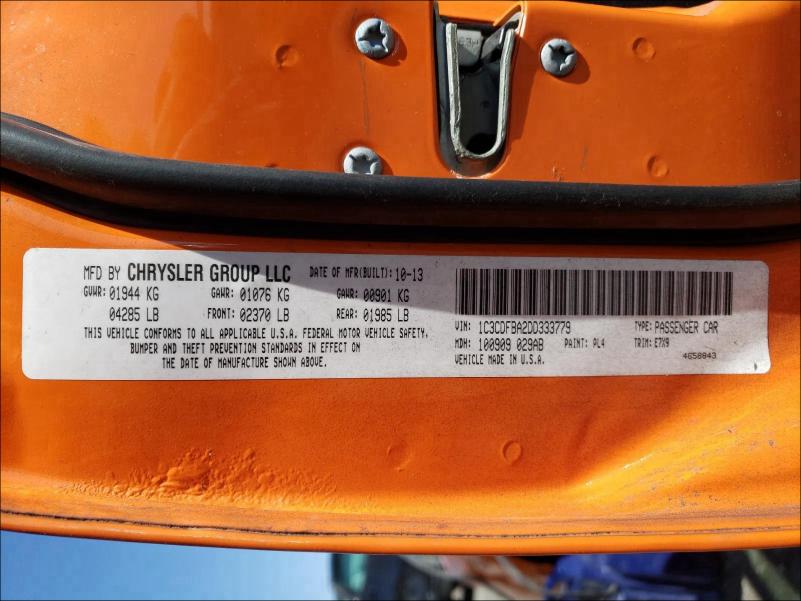 MFD BY CHRYSLER GROUP LLC DATE OF MFR(BUILT): 10-13
GVWR: 01944 KG GAWR: 01076 KG GAWR: 00901 KG
04285 LB FRONT: 02370 LB REAR: 01985 LB
THIS VEHICLE CONFORMS TO ALL APPLICABLE U.S.A. FEDERAL MOTOR VEHICLE SAFETY,
BUMPER AND THEFT PREVENTION STANDARDS IN EFFECT ON
THE DATE OF MANUFACTURE SHOWN ABOVE.
VIN: 1C3CDFBA2DD333779 TYPE: PASSENGER CAR
MDH: 100909 029AB PAINT: PL4 TRIM: E7X9
VEHICLE MADE IN U.S.A. 4658843